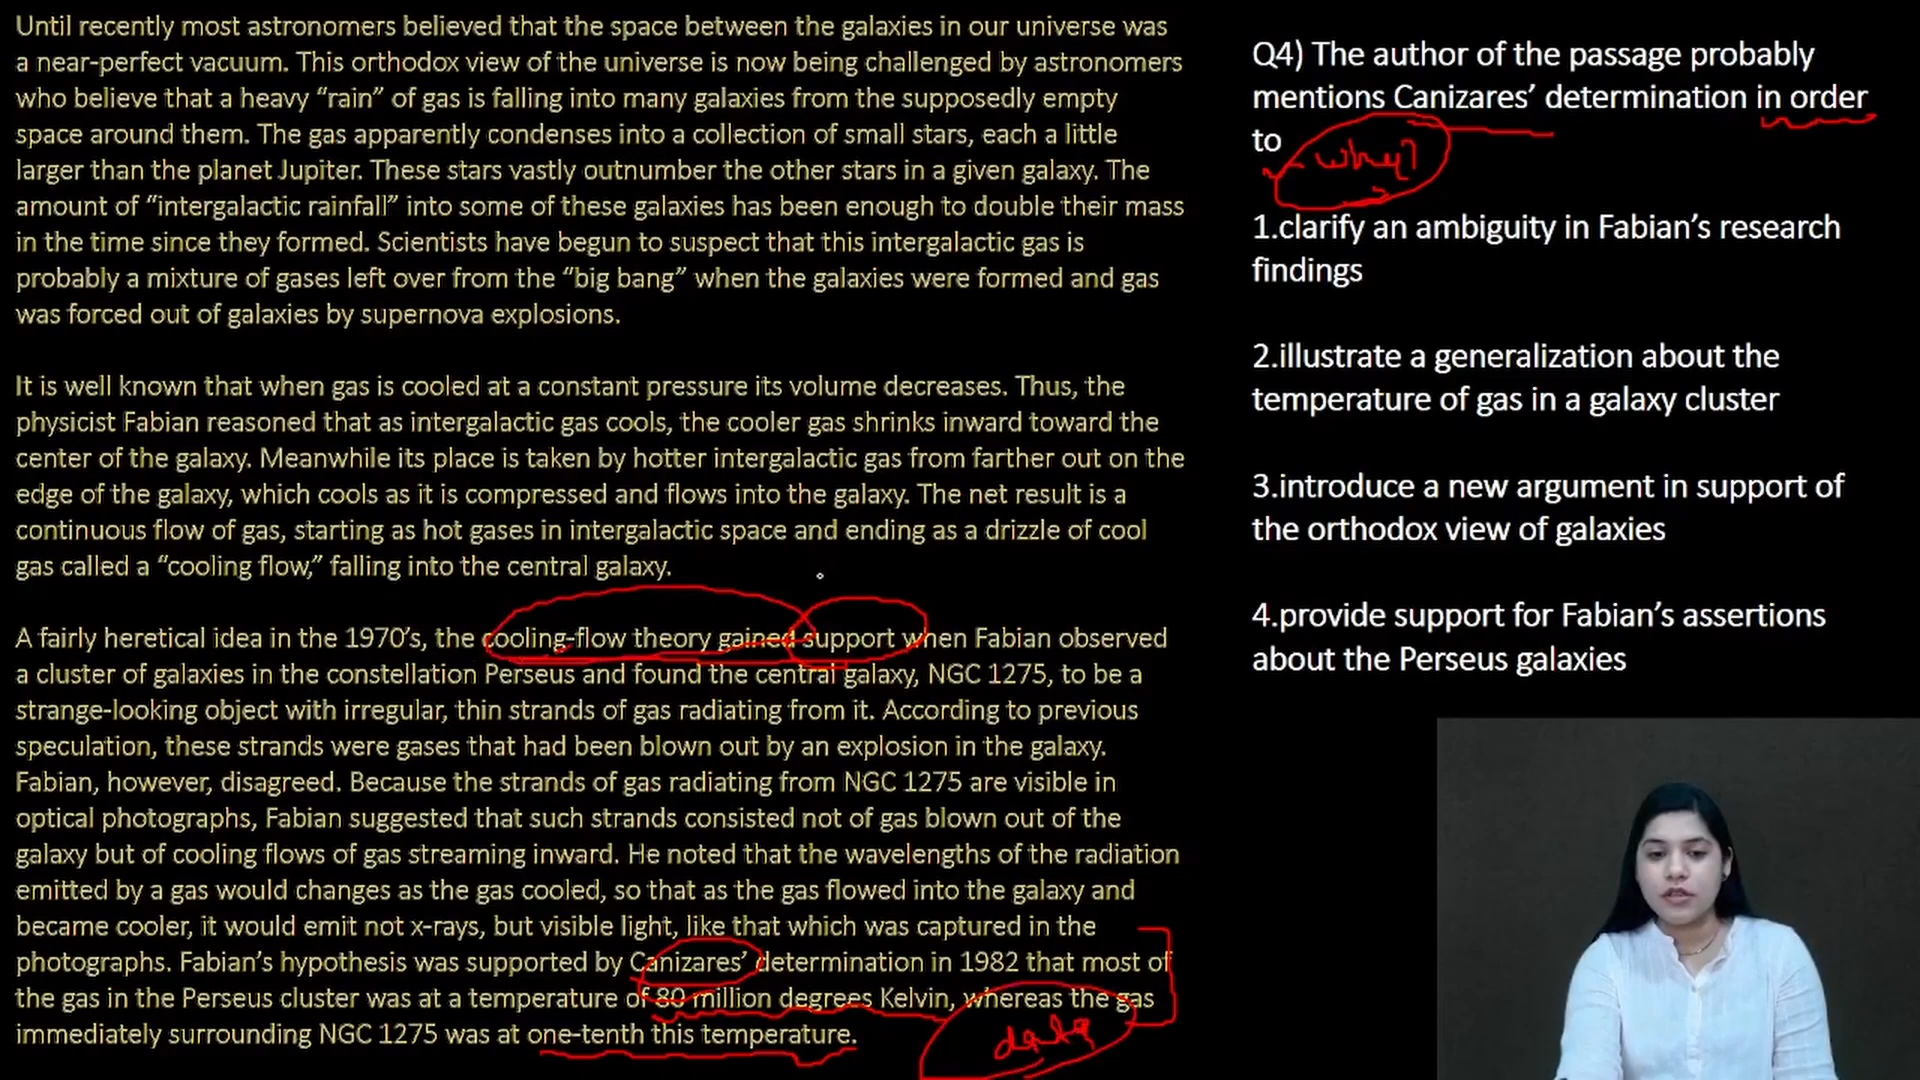 Until recently most astronomers believed that the space between the galaxies in our universe was
a near-perfect vacuum. This orthodox view of the universe is now being challenged by astronomers
who believe that a heavy “rain” of gas is falling into many galaxies from the supposedly empty
space around them. The gas apparently condenses into a collection of small stars, each a little
larger than the planet Jupiter. These stars vastly outnumber the other stars in a given galaxy. The
amount of “intergalactic rainfall” into some of these galaxies has been enough to double their mass
in the time since they formed. Scientists have begun to suspect that this intergalactic gas is
probably a mixture of gases left over from the “big bang” when the galaxies were formed and gas
was forced out of galaxies by supernova explosions.
It is well known that when gas is cooled at a constant pressure its volume decreases. Thus, the
physicist Fabian reasoned that as intergalactic gas cools, the cooler gas shrinks inward toward the
center of the galaxy. Meanwhile its place is taken by hotter intergalactic gas from farther out on the
edge of the galaxy, which cools as it is compressed and flows into the galaxy. The net result is a
continuous flow of gas, starting as hot gases in intergalactic space and ending as a drizzle of cool
gas called a “cooling flow,” falling into the central galaxy.
A fairly heretical idea in the 1970’s, the cooling-flow theory gained support when Fabian observed
a cluster of galaxies in the constellation Perseus and found the central galaxy, NGC 1275, to be a
strange-looking object with irregular, thin strands of gas radiating from it. According to previous
speculation, these strands were gases that had been blown out by an explosion in the galaxy.
Fabian, however, disagreed. Because the strands of gas radiating from NGC 1275 are visible in
optical photographs, Fabian suggested that such strands consisted not of gas blown out of the
galaxy but of cooling flows of gas streaming inward. He noted that the wavelengths of the radiation
emitted by a gas would changes as the gas cooled, so that as the gas flowed into the galaxy and
became cooler, it would emit not x-rays, but visible light, like that which was captured in the
photographs. Fabian’s hypothesis was supported by Canizares’ determination in 1982 that most of
the gas in the Perseus cluster was at a temperature of 80 million degrees Kelvin, whereas the gas
immediately surrounding NGC 1275 was at one-tenth this temperature.
data
Q4) The author of the passage probably
mentions Canizares’ determination in order
to
why?
1.clarify an ambiguity in Fabian’s research
findings
2.illustrate a generalization about the
temperature of gas in a galaxy cluster
3.introduce a new argument in support of
the orthodox view of galaxies
4.provide support for Fabian’s assertions
about the Perseus galaxies